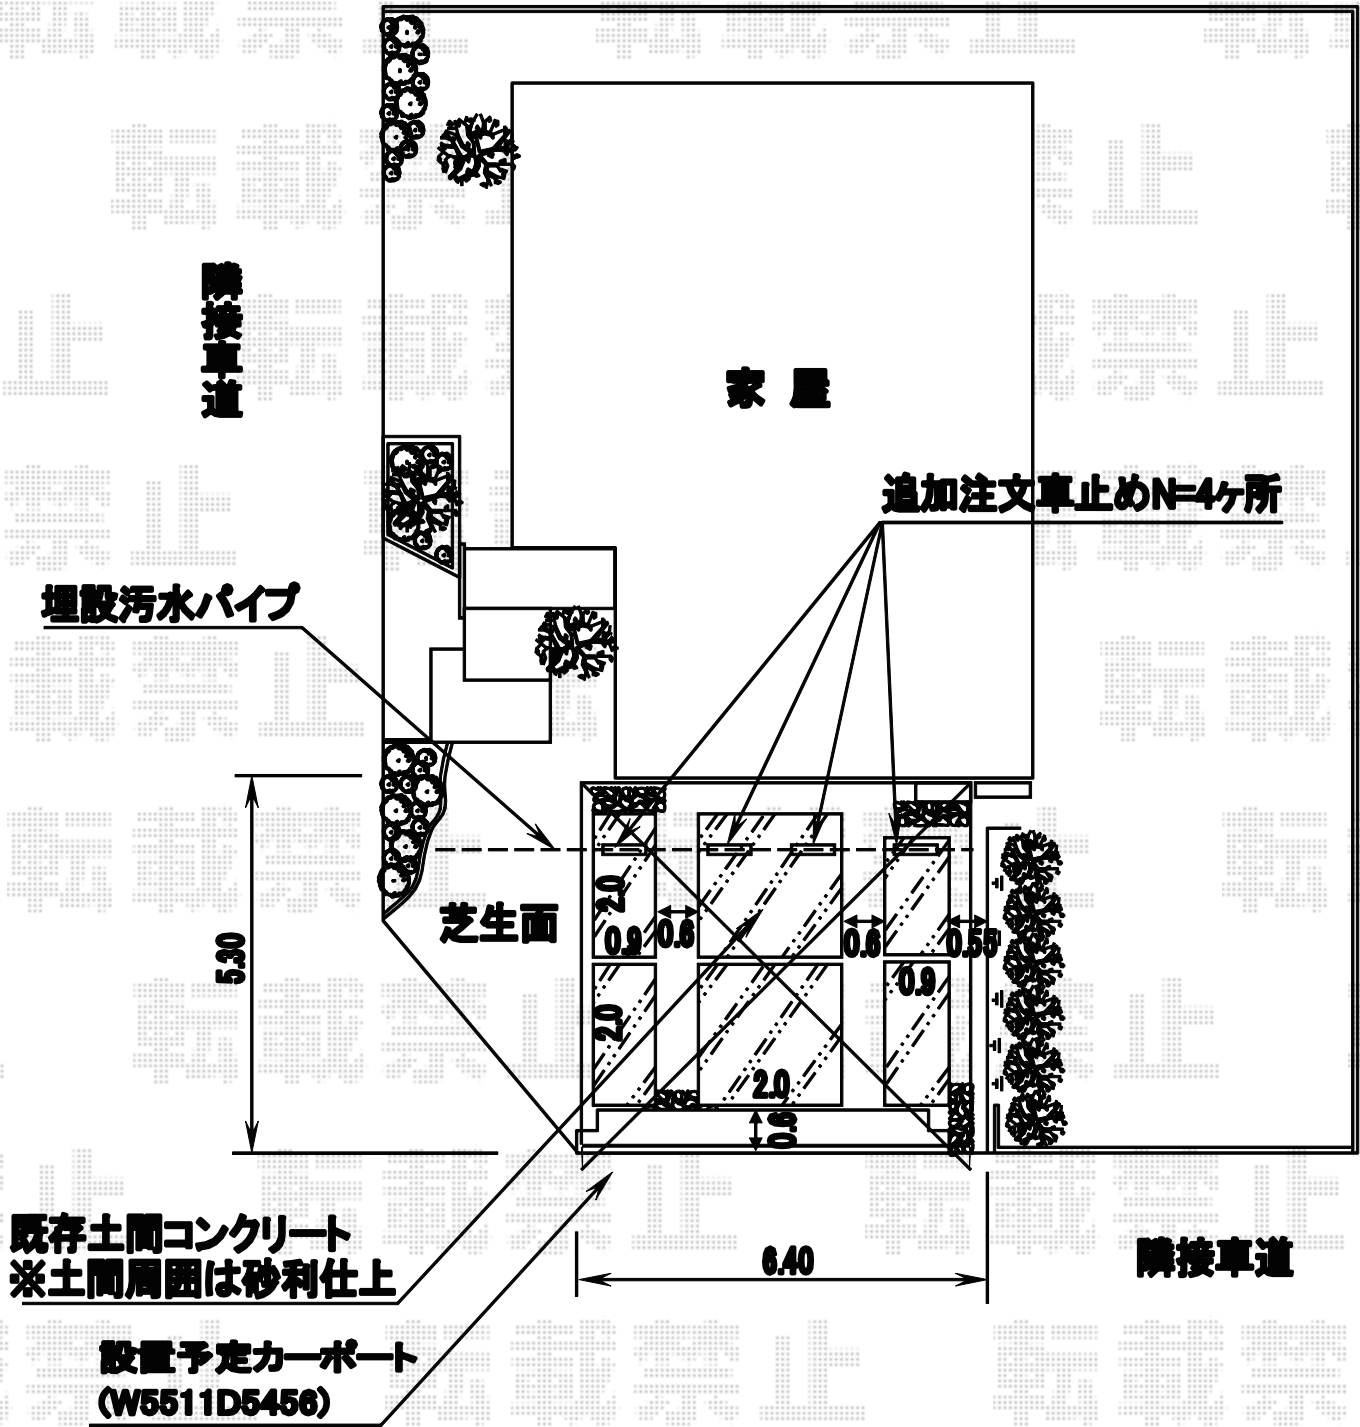 隣接車道
家屋
追加注文車止めN=4ヶ所
埋設汚水パイプ
5.30
芝生面
2.0
0.9
0.6
0.6
0.55
2.0
0.9
2.0
0.6
既存土間コンクリート
※土間周囲は砂利仕上
6.40
隣接車道
設置予定カーポート
(W5511D5456)
転載禁止